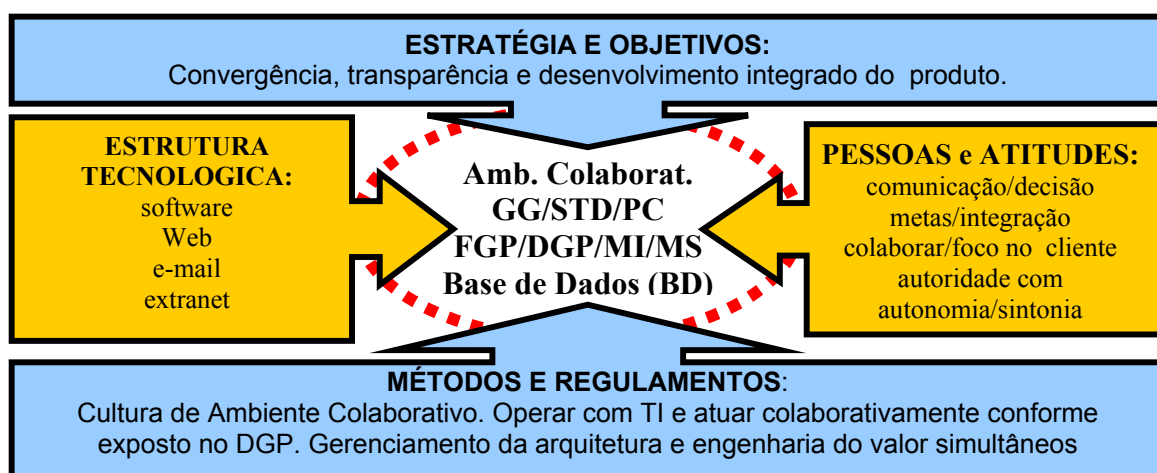 ESTRATÉGIA E OBJETIVOS:
Convergência, transparência e desenvolvimento integrado do produto.
ESTRUTURA
TECNOLOGICA:
software
Web
e-mail
extranet
Amb. Colaborat.
GG/STD/PC
FGP/DGP/MI/MS
Base de Dados (BD)
PESSOAS e ATITUDES:
comunicação/decisão
metas/integração
colaborar/foco no cliente
autoridade com
autonomia/sintonia
MÉTODOS E REGULAMENTOS:
Cultura de Ambiente Colaborativo. Operar com TI e atuar colaborativamente conforme
exposto no DGP. Gerenciamento da arquitetura e engenharia do valor simultâneos